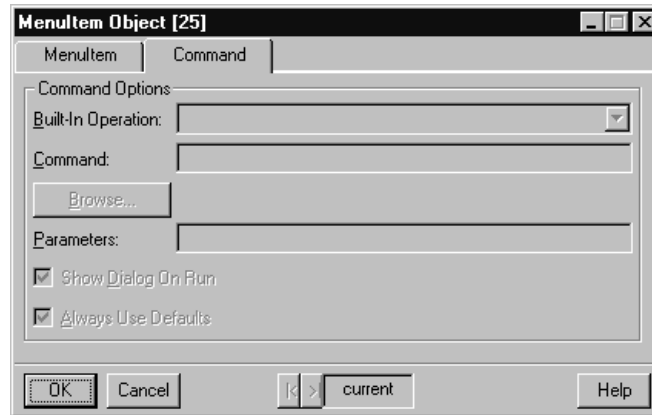 MenuItem Object [25]
MenuItem Command
Command Options
Built-In Operation:
Command:
Browse...
Parameters:
Show Dialog On Run
Always Use Defaults
OK Cancel |< >| current Help